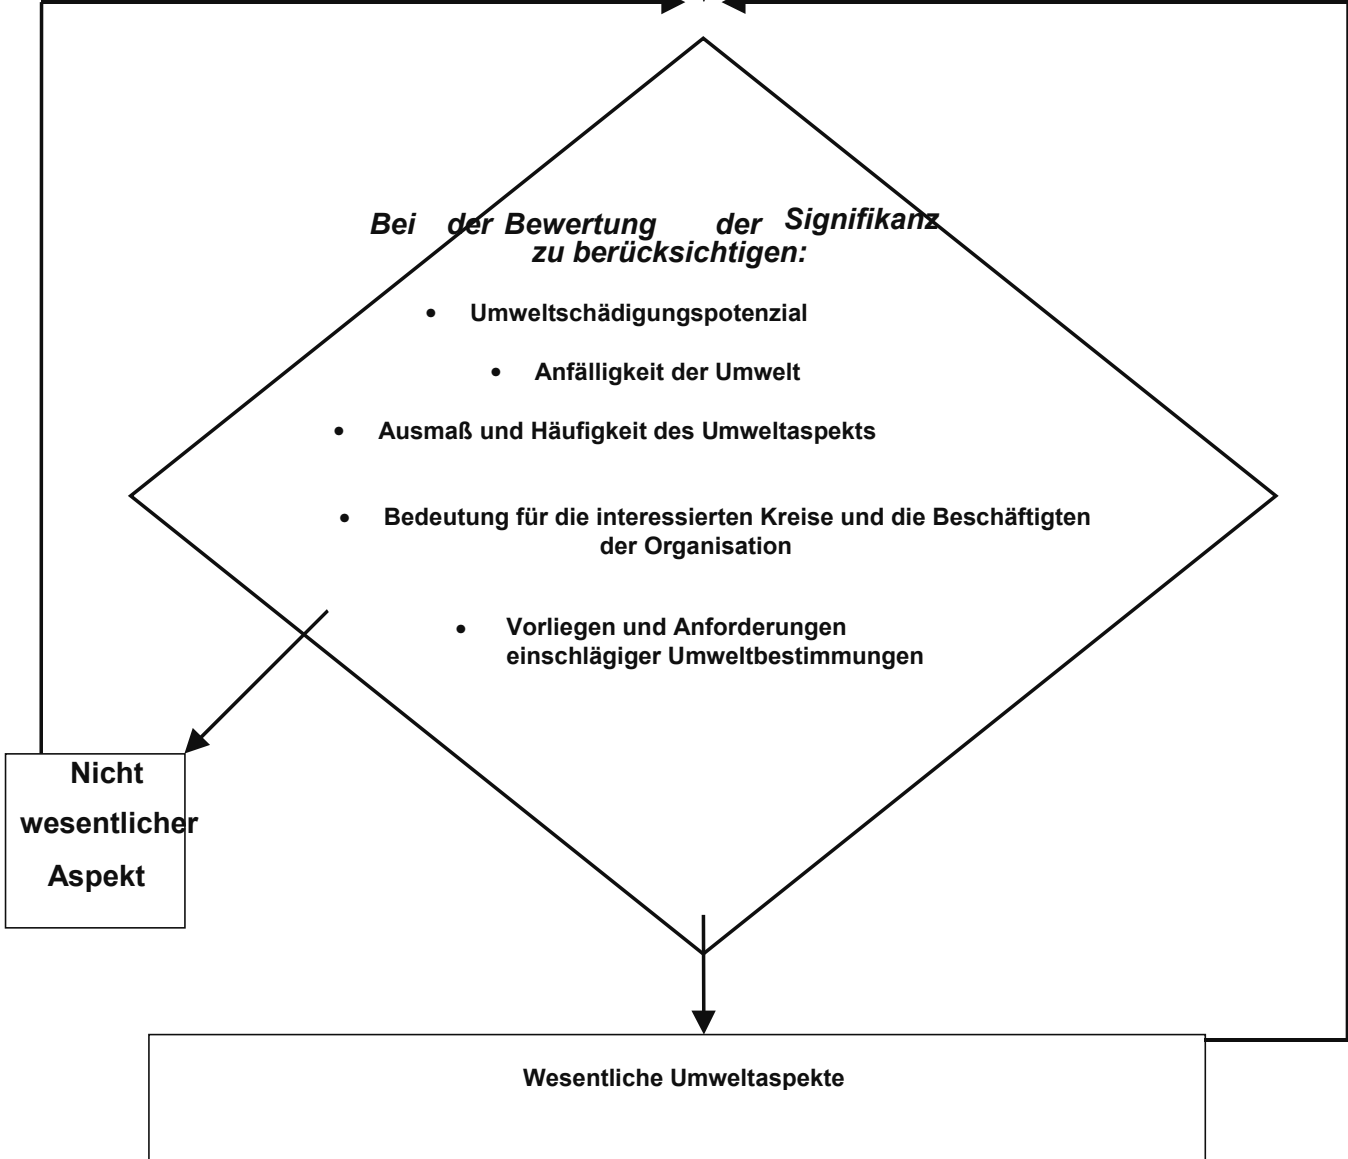 Bei der Bewertung der Signifikanz
zu berücksichtigen:
• Umweltschädigungspotenzial
• Anfälligkeit der Umwelt
• Ausmaß und Häufigkeit des Umweltaspekts
• Bedeutung für die interessierten Kreise und die Beschäftigten
der Organisation
• Vorliegen und Anforderungen
einschlägiger Umweltbestimmungen
Nicht
wesentlicher
Aspekt
Wesentliche Umweltaspekte